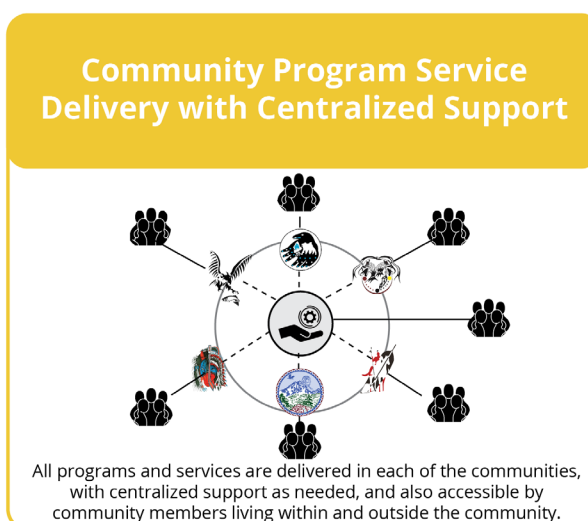 Community Program Service
Delivery with Centralized Support
All programs and services are delivered in each of the communities,
with centralized support as needed, and also accessible by
community members living within and outside the community.